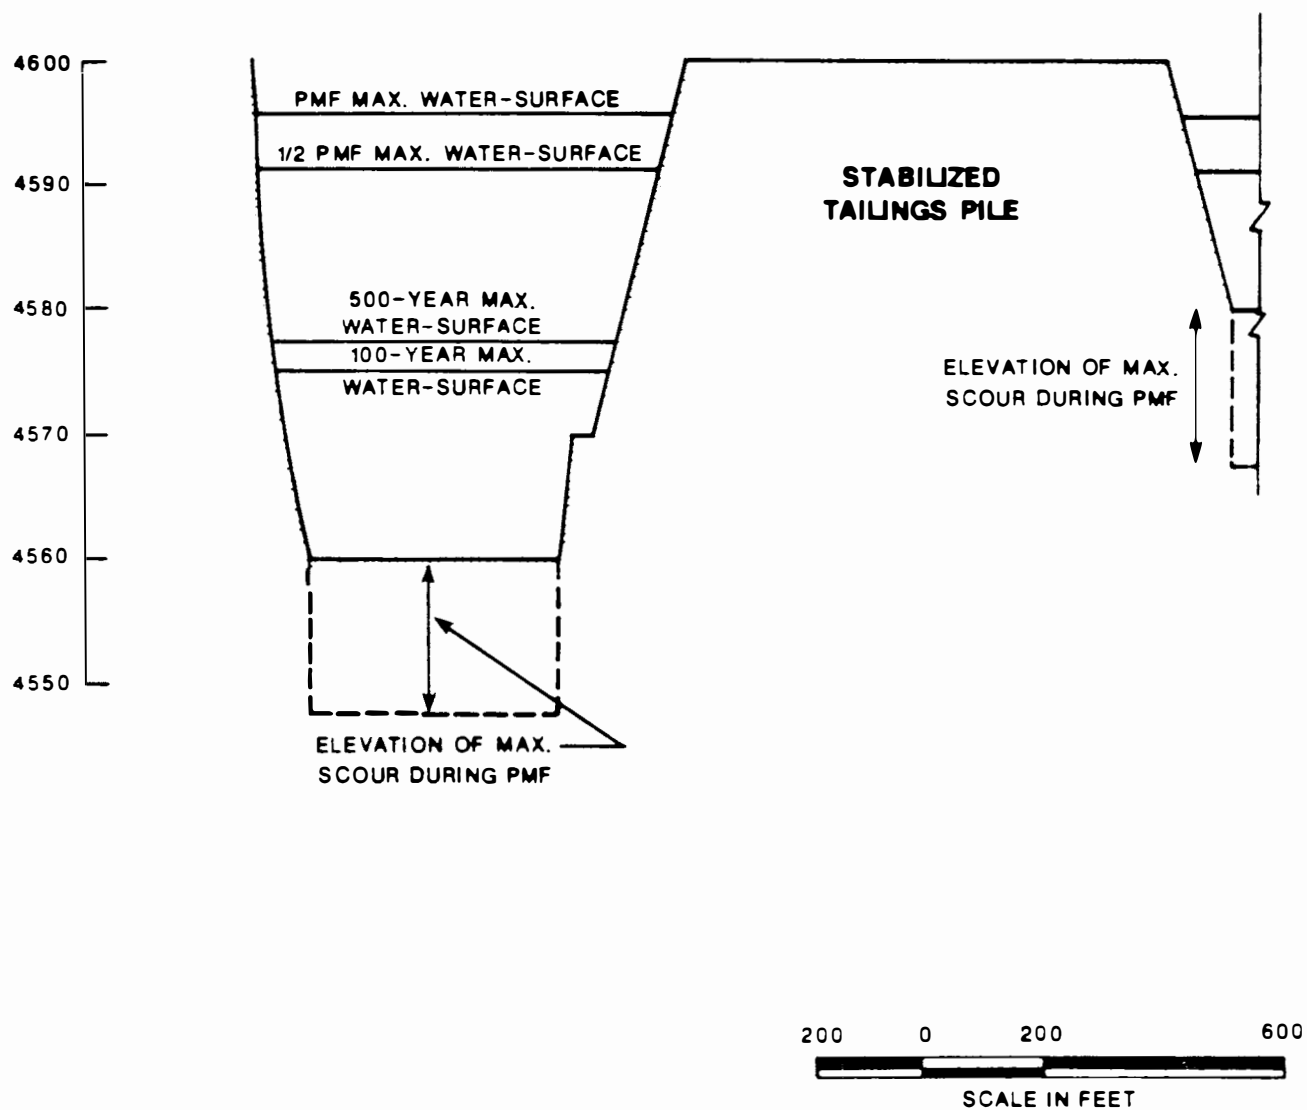 4600
PMF MAX. WATER-SURFACE
1/2 PMF MAX. WATER-SURFACE
4590
STABILIZED
TAILINGS PILE
500-YEAR MAX.
4580
WATER-SURFACE
100-YEAR MAX.
WATER-SURFACE
ELEVATION OF MAX.
SCOUR DURING PMF
4570
4560
4550
ELEVATION OF MAX.
SCOUR DURING PMF
200 0 200 600
SCALE IN FEET